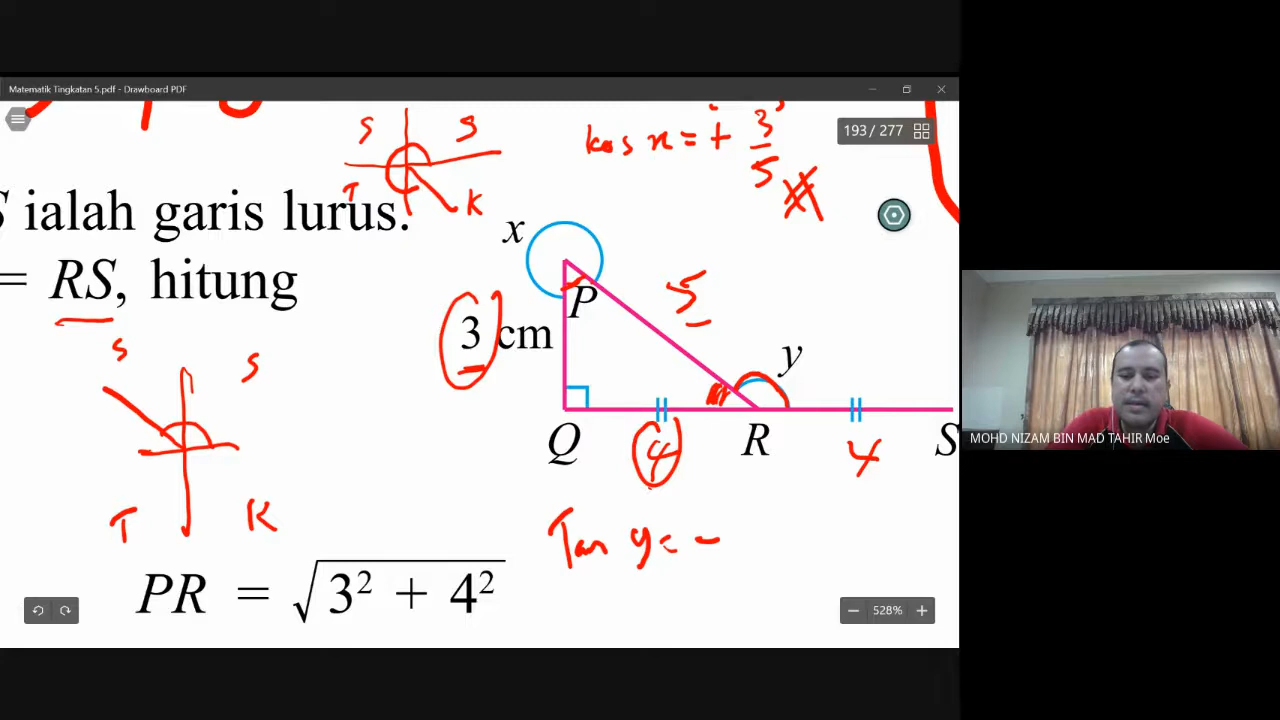 Matematik Tingkatan 5.pdf - Drawboard PDF
193 / 277
S S
T K
kos x = + 3/5
S ialah garis lurus.
= RS, hitung
x
P
5
3 cm
y
Q
R
S
4
4
S S
T K
Tan y = -
PR = √3² + 4²
528%
MOHD NIZAM BIN MAD TAHIR Moe